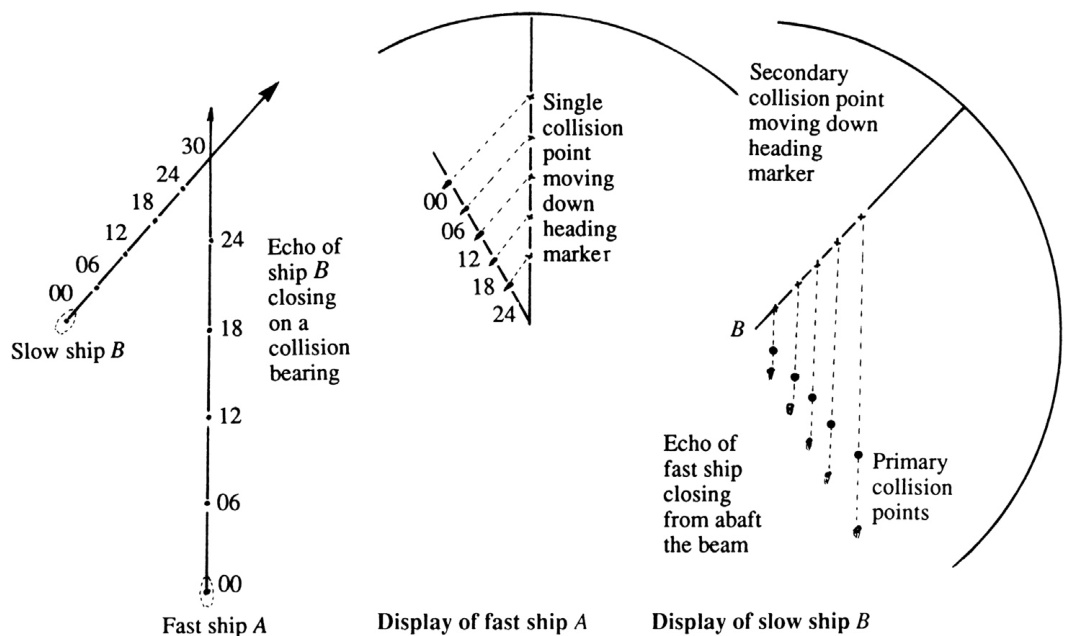 30
24
18
12
06
00
Slow ship B
24
18
12
06
00
Fast ship A
Echo of
ship B
closing
on a
collision
bearing
Single
collision
point
moving
down
heading
marker
00
06
12
18
24
Display of fast ship A
Secondary
collision point
moving down
heading
marker
B
Echo of
fast ship
closing
from abaft
the beam
Primary
collision
points
Display of slow ship B